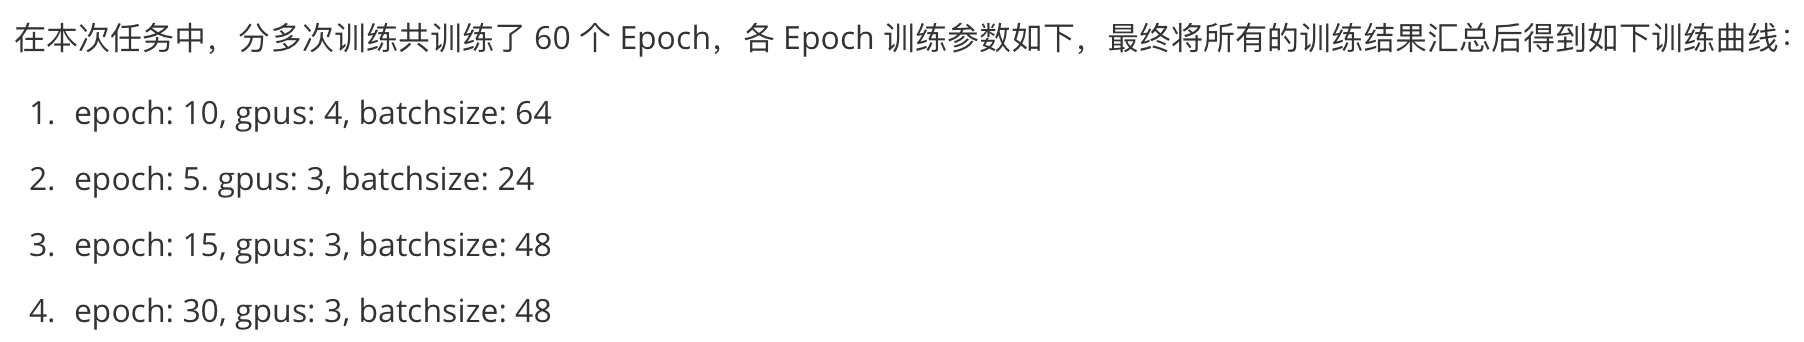 在本次任务中，分多次训练共训练了 60 个 Epoch，各 Epoch 训练参数如下，最终将所有的训练结果汇总后得到如下训练曲线：
1. epoch: 10, gpus: 4, batchsize: 64
2. epoch: 5. gpus: 3, batchsize: 24
3. epoch: 15, gpus: 3, batchsize: 48
4. epoch: 30, gpus: 3, batchsize: 48